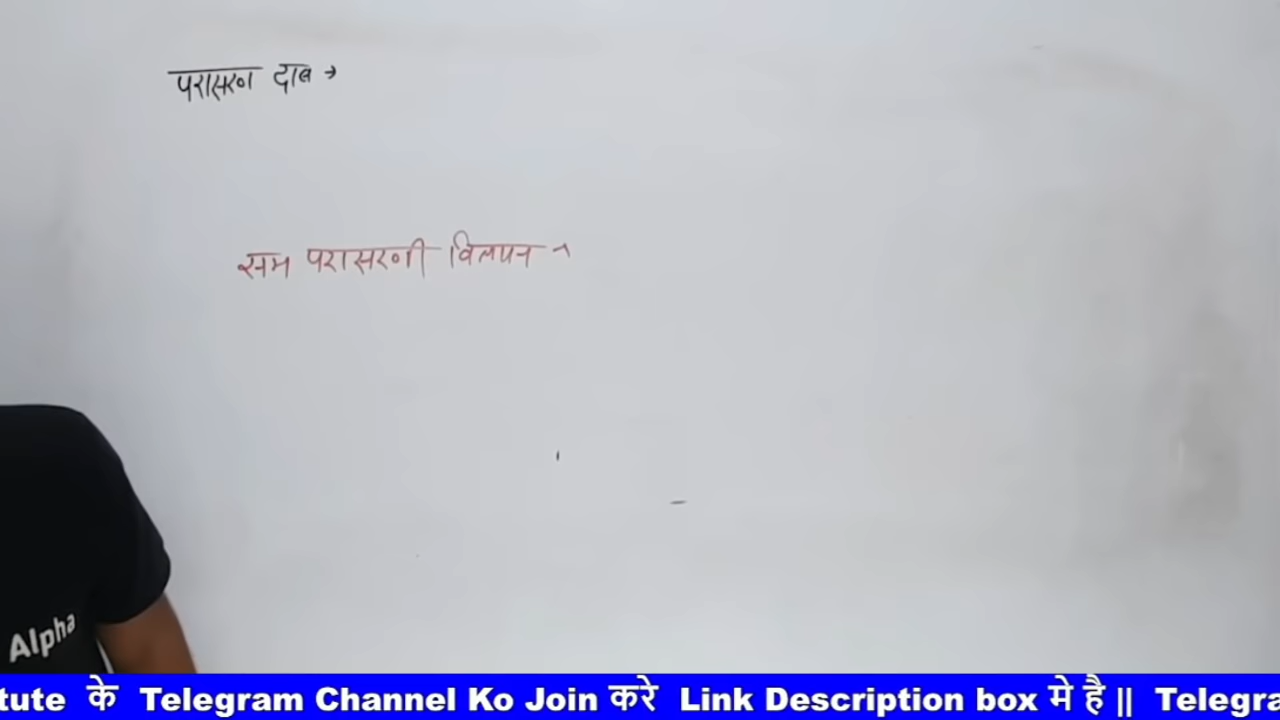 परासरण दाब →
सम परासरणी विलयन →
Alpha
tute के Telegram Channel Ko Join करे Link Description box मे है || Telegra